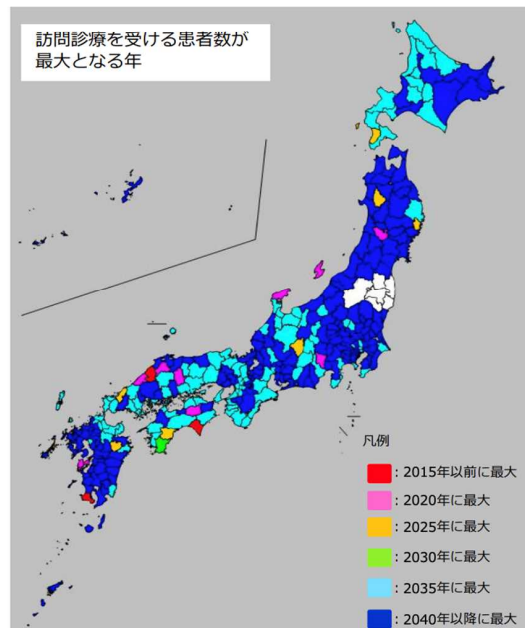 訪問診療を受ける患者数が
最大となる年
凡例
：2015年以前に最大
：2020年に最大
：2025年に最大
：2030年に最大
：2035年に最大
：2040年以降に最大